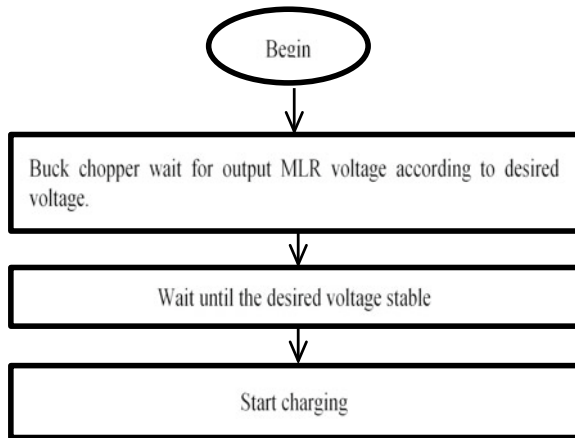 Begin
Buck chopper wait for output MLR voltage according to desired
voltage.
Wait until the desired voltage stable
Start charging